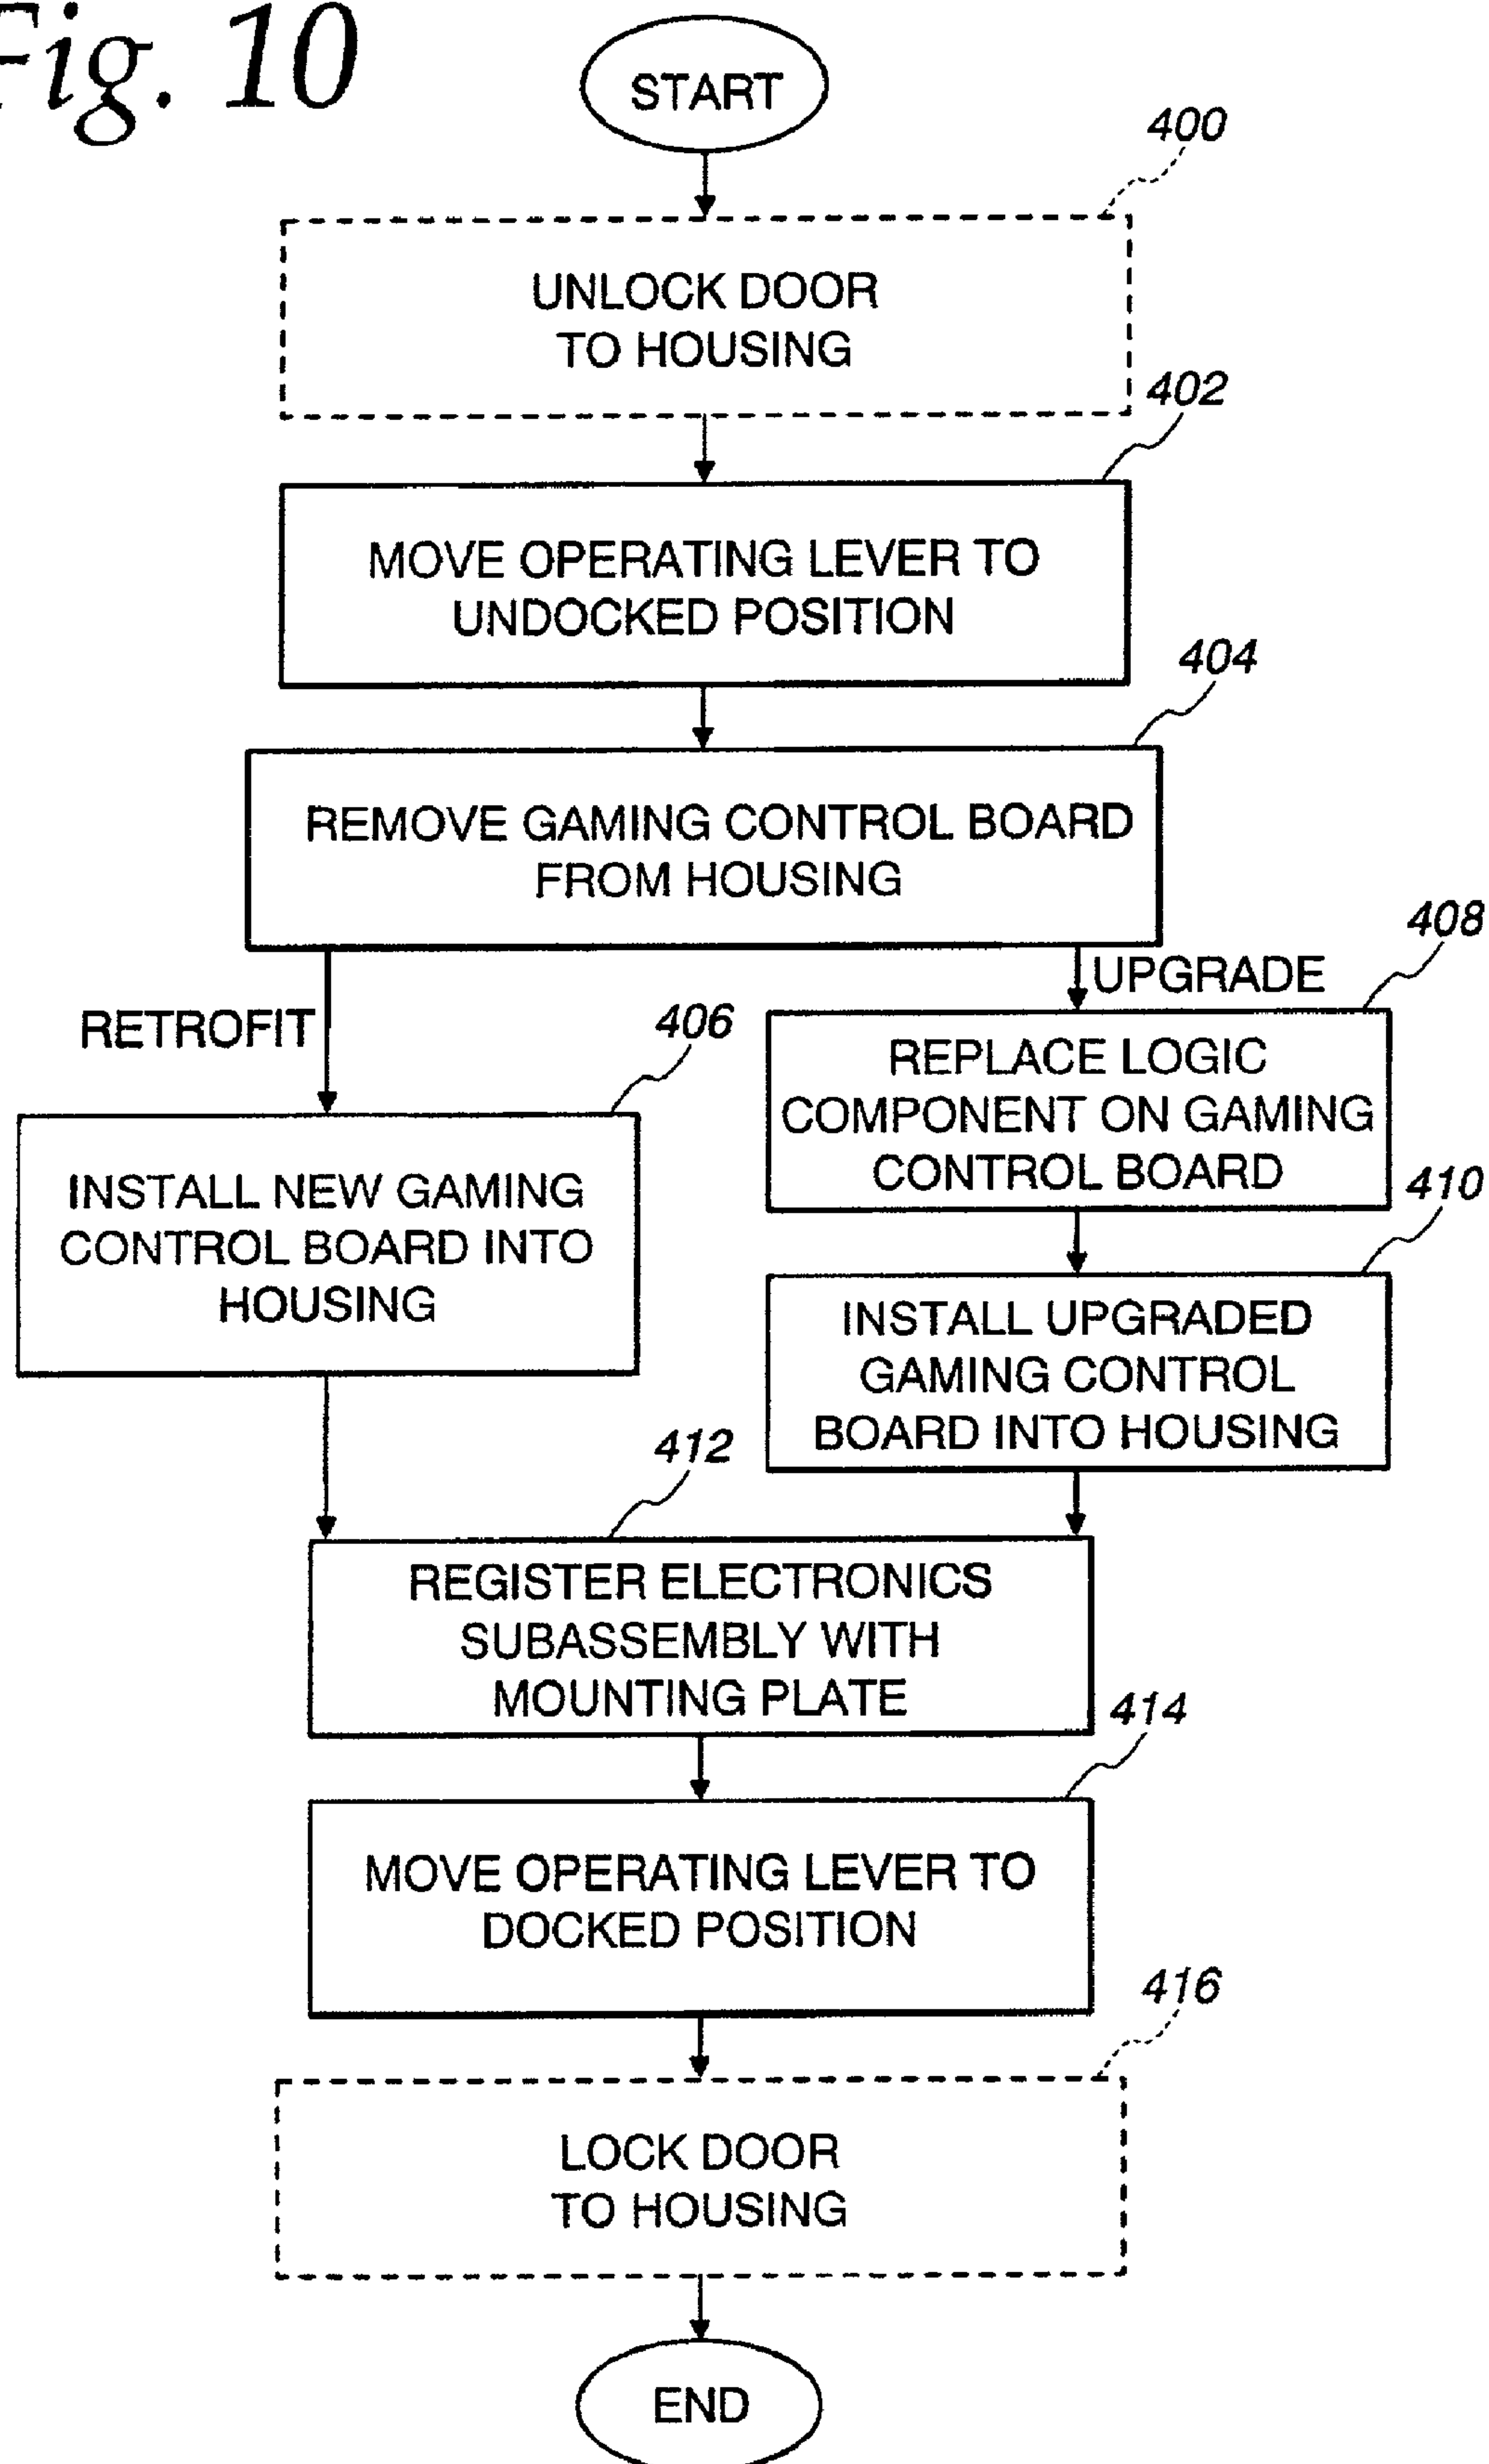 Fig. 10
START
400
UNLOCK DOOR
TO HOUSING
402
MOVE OPERATING LEVER TO
UNDOCKED POSITION
404
REMOVE GAMING CONTROL BOARD
FROM HOUSING
RETROFIT
UPGRADE
406
INSTALL NEW GAMING
CONTROL BOARD INTO
HOUSING
408
REPLACE LOGIC
COMPONENT ON GAMING
CONTROL BOARD
410
INSTALL UPGRADED
GAMING CONTROL
BOARD INTO HOUSING
412
REGISTER ELECTRONICS
SUBASSEMBLY WITH
MOUNTING PLATE
414
MOVE OPERATING LEVER TO
DOCKED POSITION
416
LOCK DOOR
TO HOUSING
END